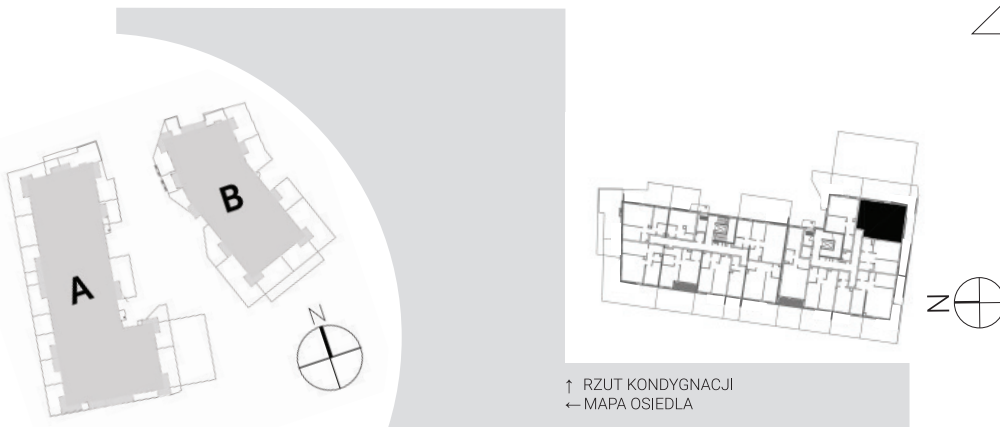 A
B
N
N
↑ RZUT KONDYGNACJI
← MAPA OSIEDLA